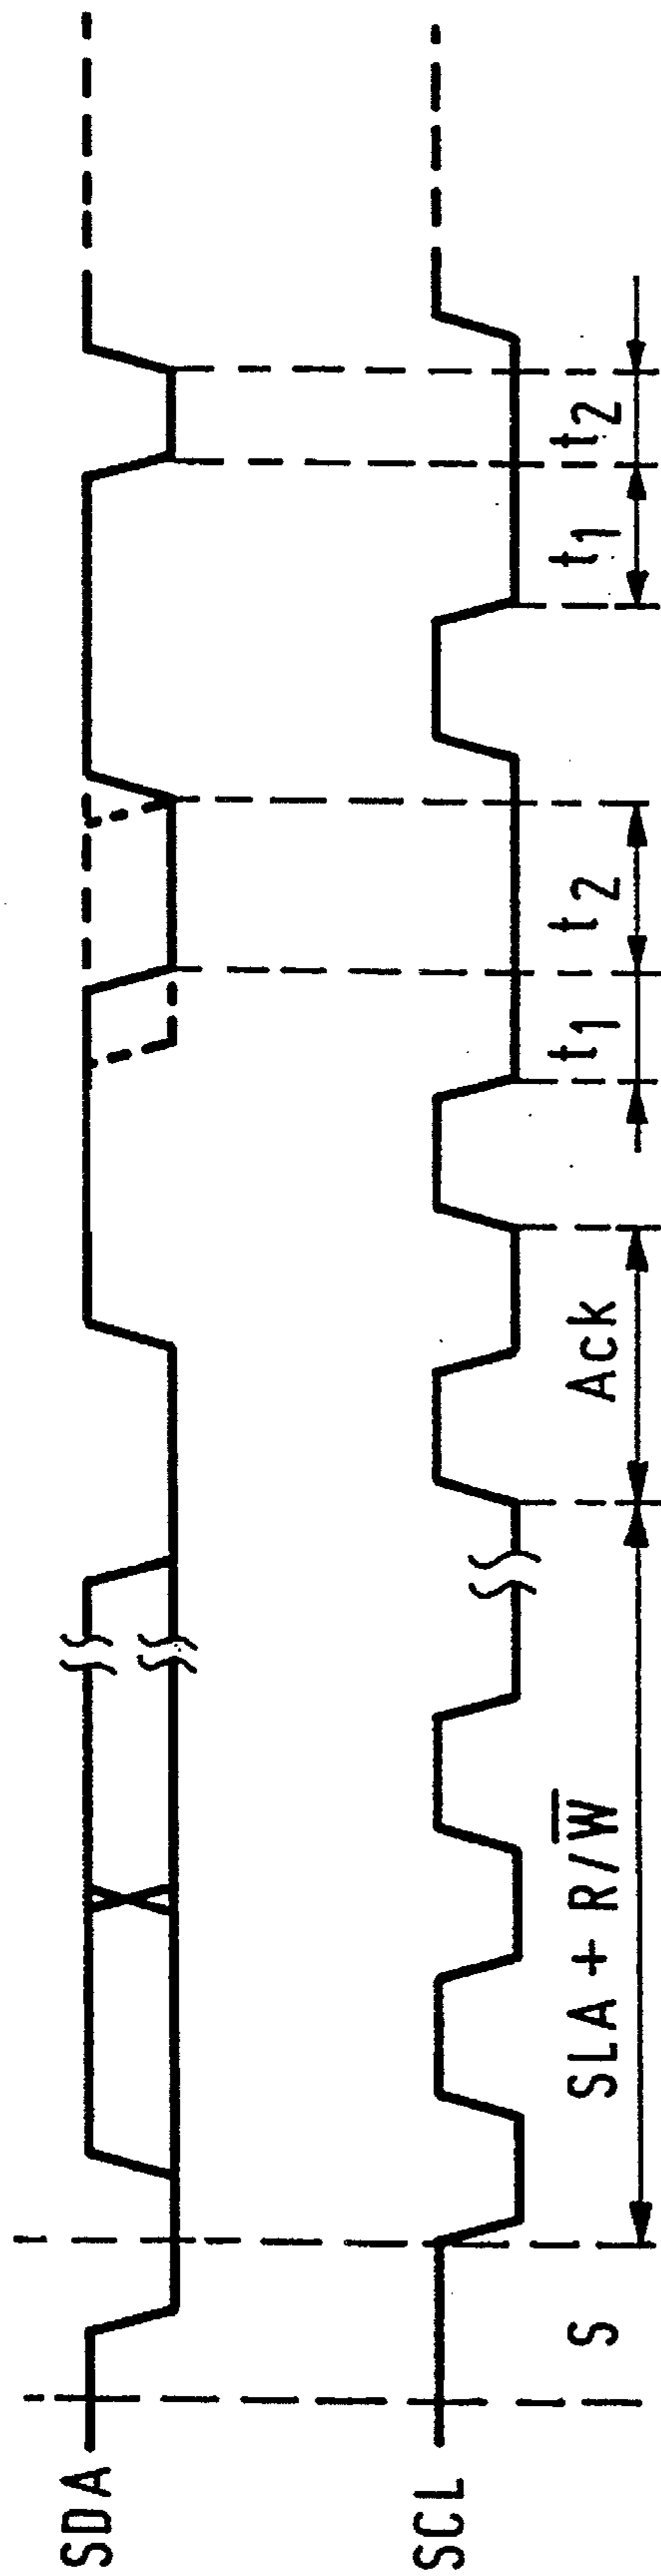 SDA
SCL
S
SLA + R/W̅
Ack
t₁
t₂
t₁
t₂